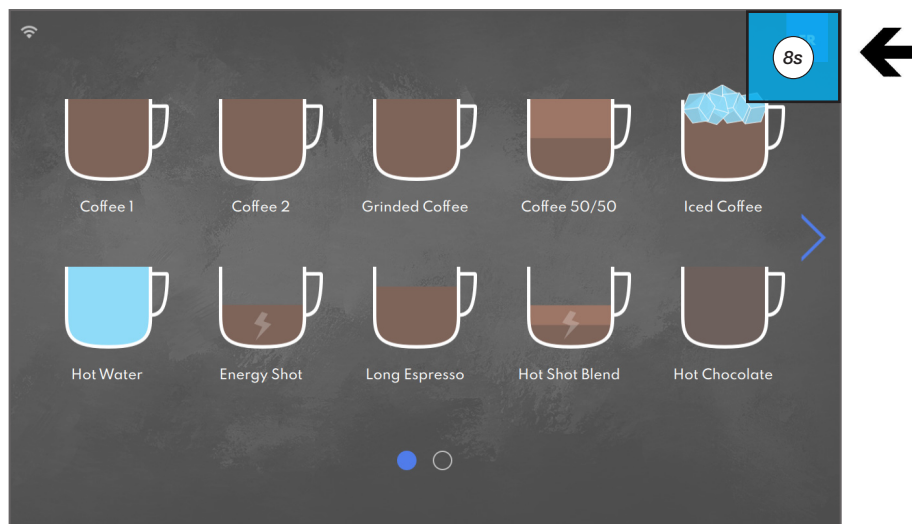 8s
Coffee 1
Coffee 2
Grinded Coffee
Coffee 50/50
Iced Coffee
Hot Water
Energy Shot
Long Espresso
Hot Shot Blend
Hot Chocolate